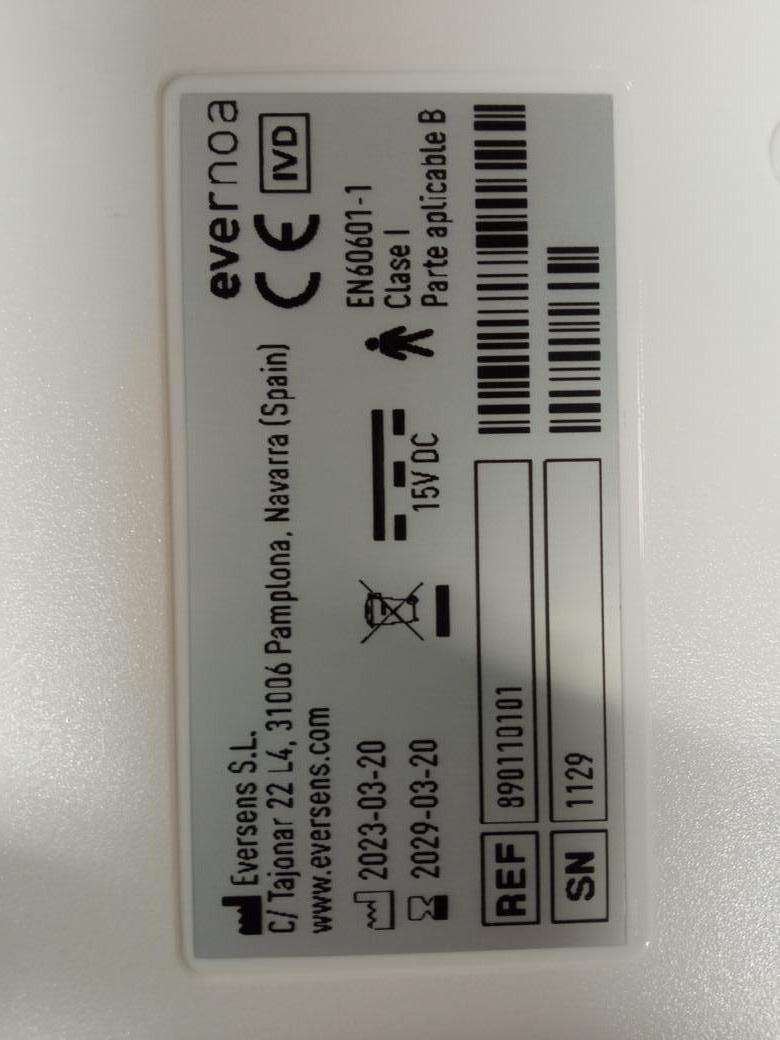 Eversens S.L.
C/ Tajonar 22 L4, 31006 Pamplona, Navarra (Spain)
www.eversens.com
evernoa
CE IVD
2023-03-20
2029-03-20
15V DC
EN60601-1
Clase I
Parte aplicable B
REF 890110101
SN 1129